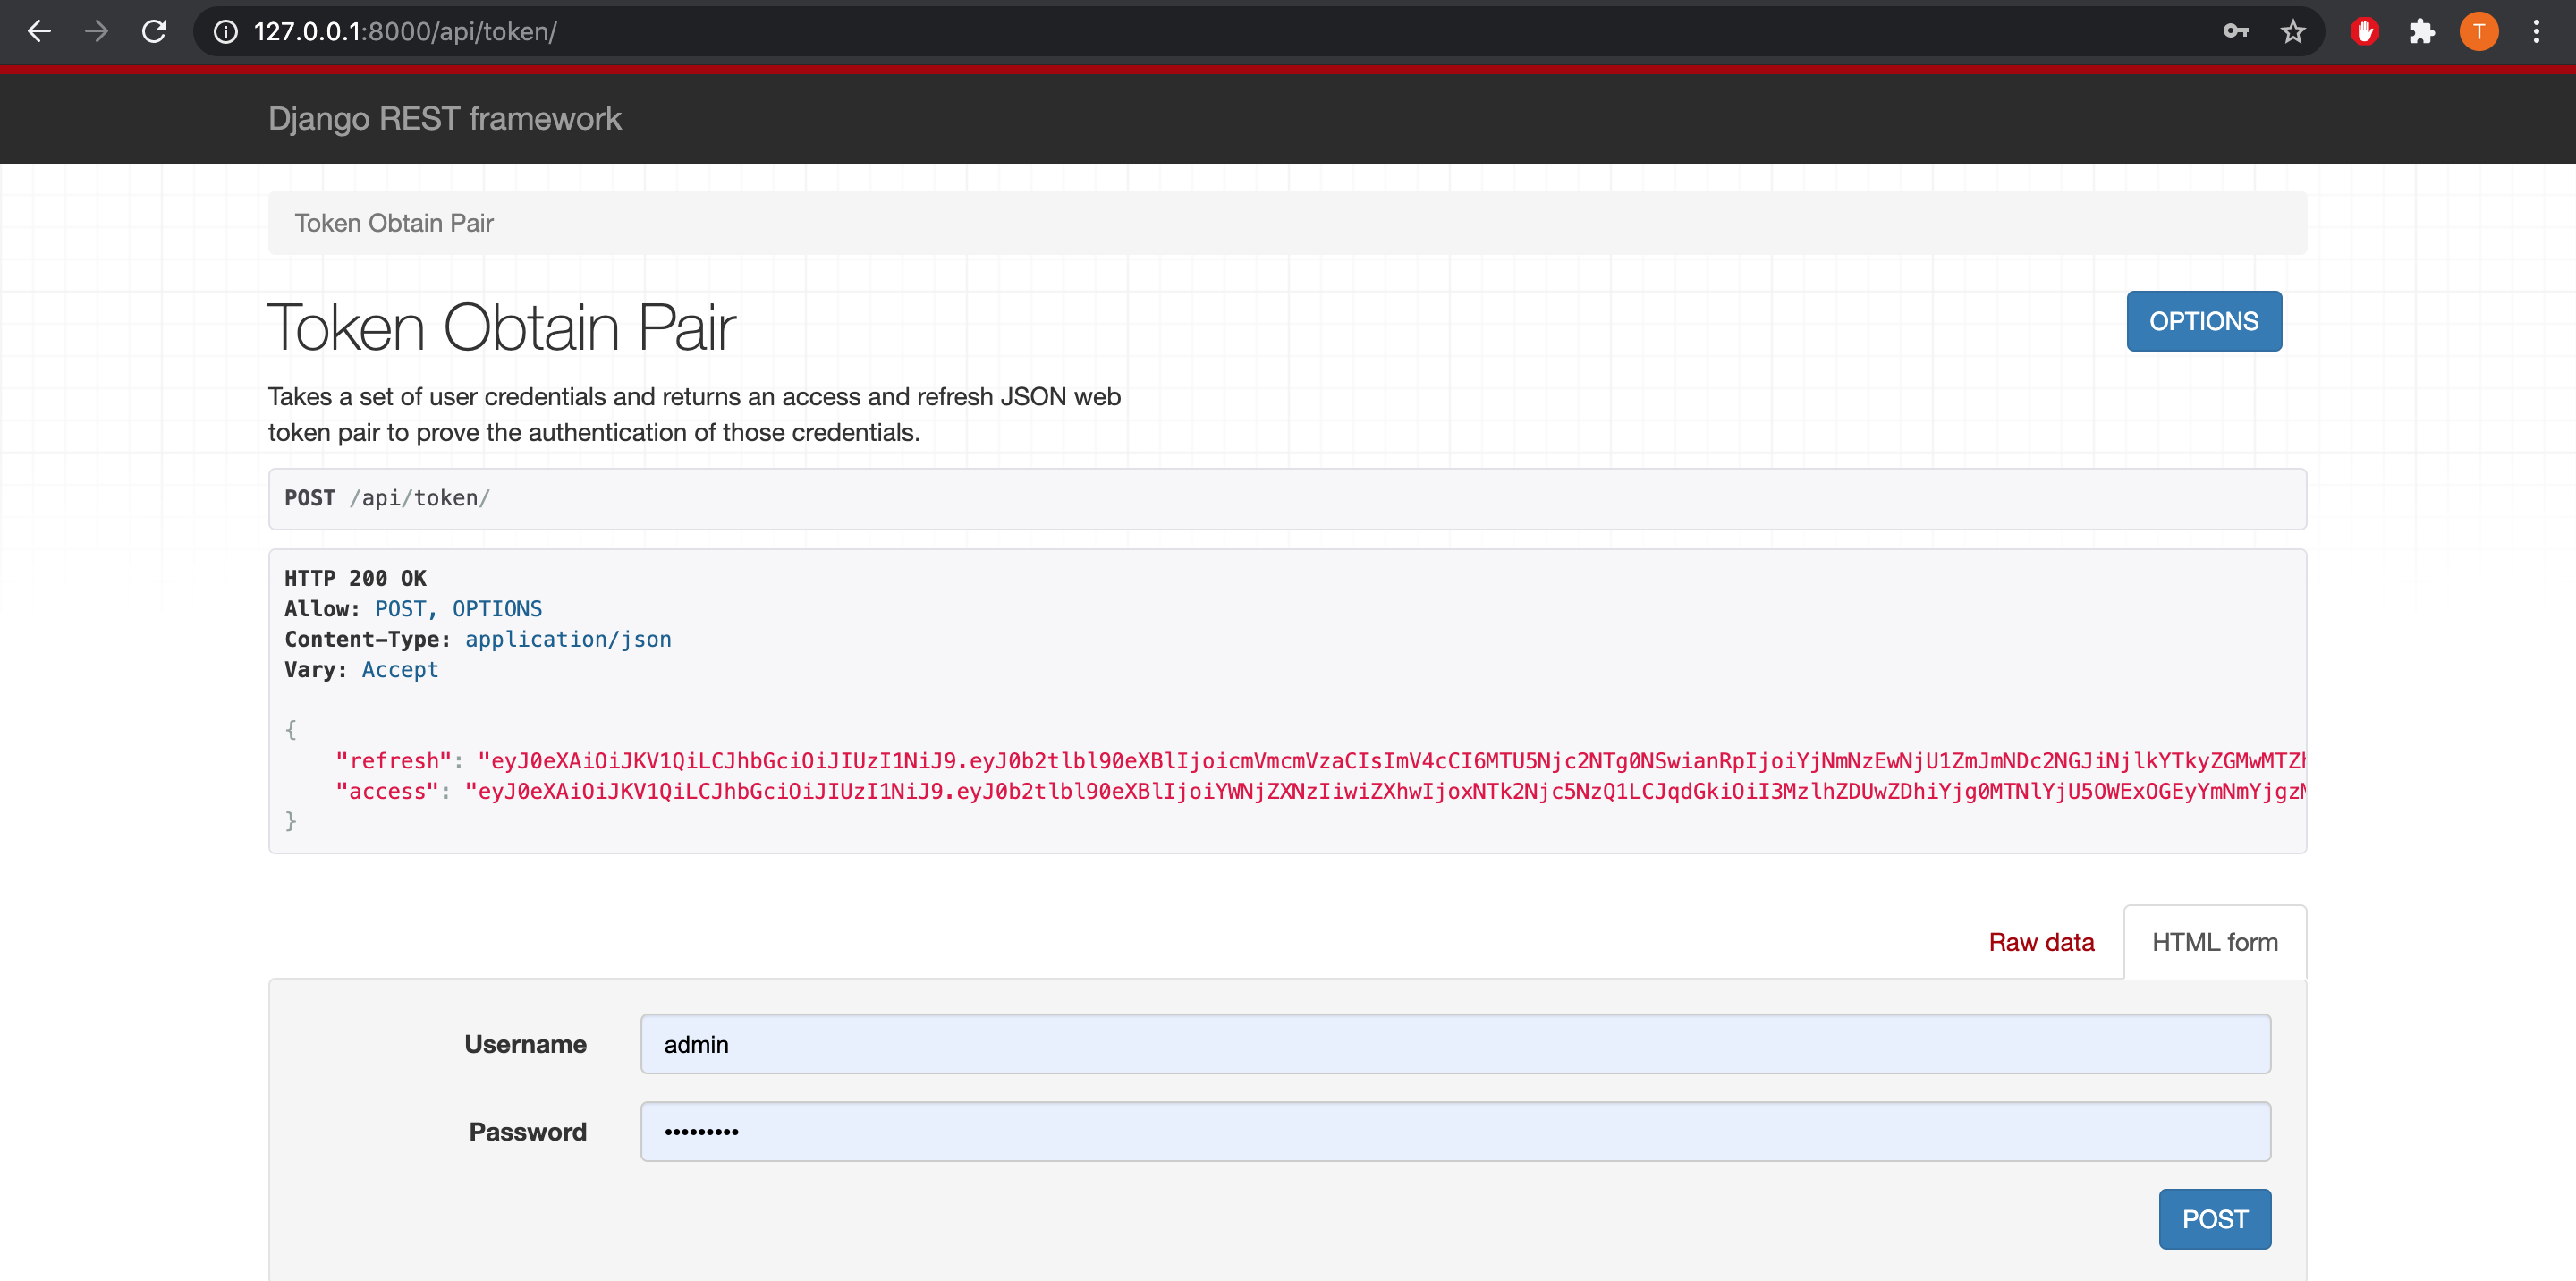 127.0.0.1:8000/api/token/
T
Django REST framework
Token Obtain Pair
Token Obtain Pair
OPTIONS
Takes a set of user credentials and returns an access and refresh JSON web
token pair to prove the authentication of those credentials.
POST /api/token/
HTTP 200 OK
Allow: POST, OPTIONS
Content-Type: application/json
Vary: Accept
{
"refresh": "eyJ0eXAiOiJKV1QiLCJhbGciOiJIUzI1NiJ9.eyJ0b2tlbl90eXBlIjoicmVmcmVzaCIsImV4cCI6MTU5Njc2NTg0NSwianRpIjoiYjNmNzEwNjU1ZmJmNDc2NGJiNjlkYTkyZGMwMTZh
"access": "eyJ0eXAiOiJKV1QiLCJhbGciOiJIUzI1NiJ9.eyJ0b2tlbl90eXBlIjoiYWNjZXNzIiwiZXhwIjoxNTk2Njc5NzQ1LCJqdGkiOiI3MzlhZDUwZDhiYjg0MTNlYjU5OWExOGEyYmNmYjgzM
}
Raw data
HTML form
Username
admin
Password
•••••••••
POST